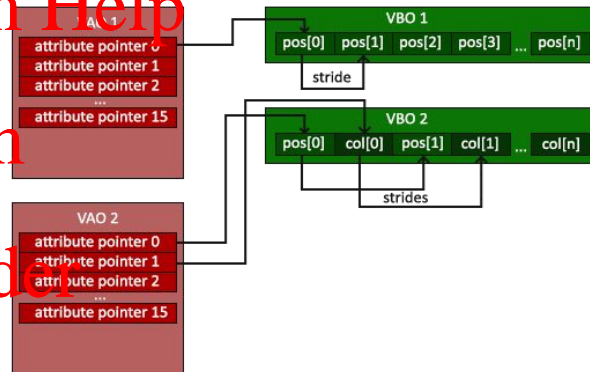 VAO 1
attribute pointer 0
attribute pointer 1
attribute pointer 2
...
attribute pointer 15
VBO 1
pos[0] pos[1] pos[2] pos[3] ... pos[n]
stride
VBO 2
pos[0] col[0] pos[1] col[1] ... col[n]
strides
VAO 2
attribute pointer 0
attribute pointer 1
attribute pointer 2
...
attribute pointer 15
Help